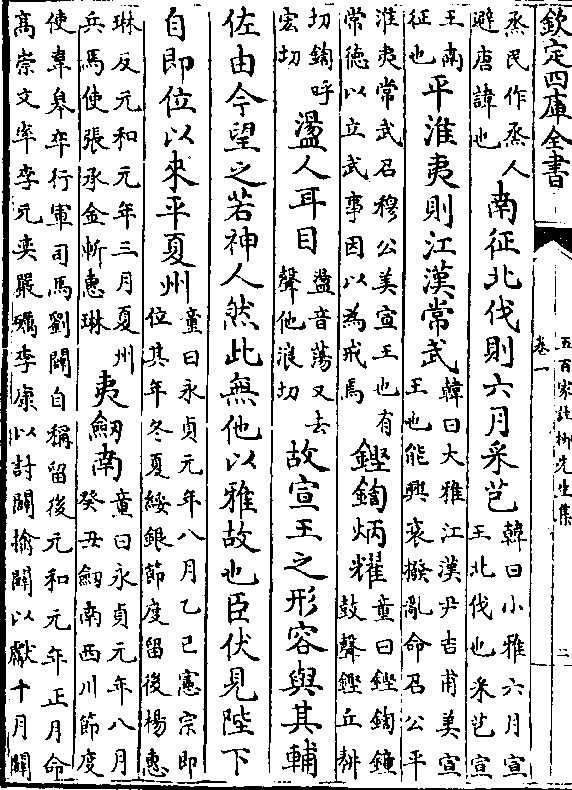 欽定四庫全書
五百家註柳先生集
卷一
二
烝民作烝人
避唐諱也
南征北伐則六月采芑
韓曰小雅六月宣
王北伐也采芑宣
王南
征也
平淮夷則江漢常武
韓曰大雅江漢尹吉甫美宣
王也能興衰撥亂命召公平
淮夷常武召穆公美宣王也有
常德以立武事因以為戒焉
鏗鍧炳耀
童曰鏗鍧鐘
鼓聲鏗丘耕
切鍧呼
宏切
盪人耳目
盪音蕩又去
聲他浪切
故宣王之形容與其輔
佐由今望之若神人然此無他以雅故也臣伏見陛下
自即位以來平夏州
童曰永貞元年八月乙巳憲宗即
位其年冬夏綏銀節度留後楊惠
琳反元和元年三月夏州
兵馬使張承金斬惠琳
夷劒南
童曰永貞元年八月
癸丑劒南西川節度
使韋皋卒行軍司馬劉闢自稱留後元和元年正月命
高崇文率李元奕嚴礪李康以討闢擒闢以獻十月闢